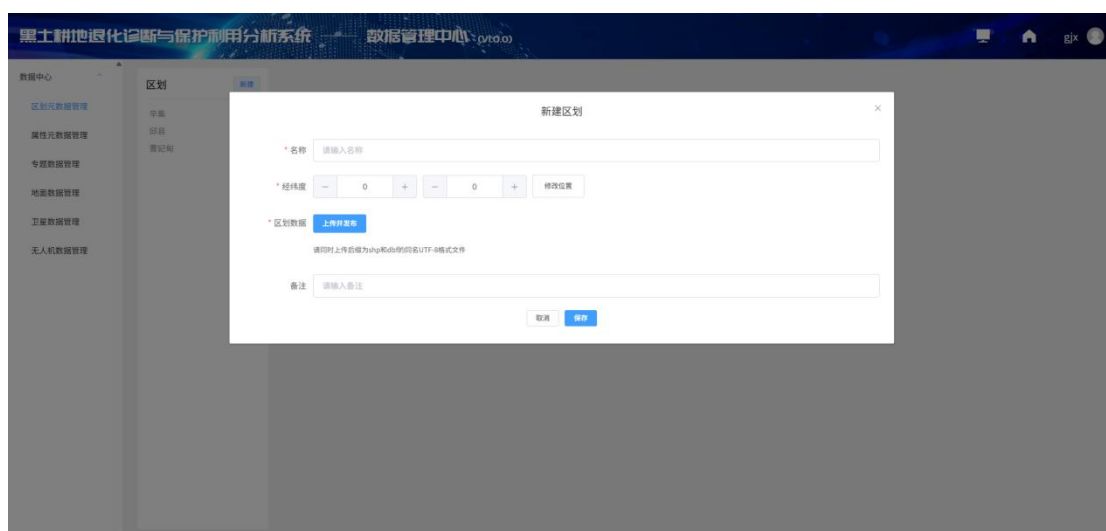 黑土耕地退化诊断与保护利用分析系统 —— 数据管理中心 (v1.0.0)
gjx
数据中心
区划元数据管理
属性元数据管理
专题数据管理
地面数据管理
卫星数据管理
无人机数据管理
区划
新建
邱县
曹妃甸
新建区划
×
* 名称 请输入名称
* 经纬度 − 0 + − 0 + 修改位置
* 区划数据 上传并发布
请同时上传后缀为shp和dbf的同名UTF-8格式文件
备注 请输入备注
取消 保存